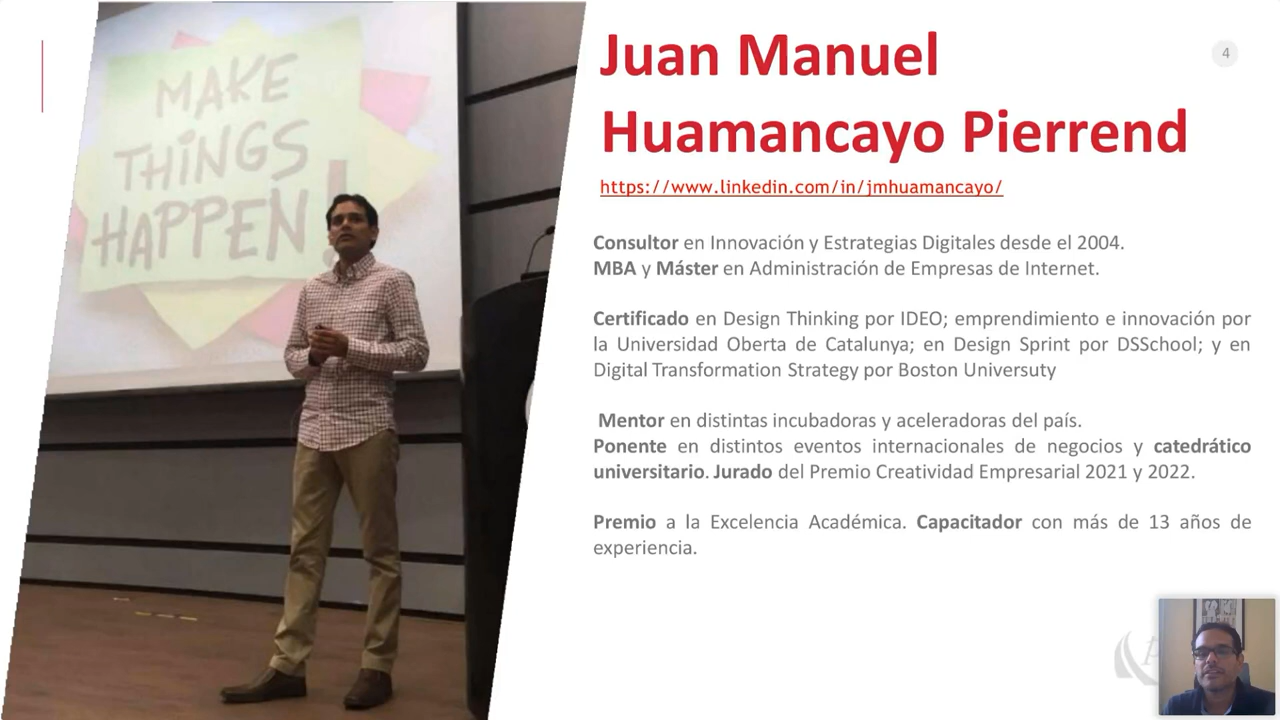 MAKE
THINGS
HAPPEN!
Juan Manuel
Huamancayo Pierrend
4
https://www.linkedin.com/in/jmhuamancayo/
Consultor en Innovación y Estrategias Digitales desde el 2004.
MBA y Máster en Administración de Empresas de Internet.
Certificado en Design Thinking por IDEO; emprendimiento e innovación por
la Universidad Oberta de Catalunya; en Design Sprint por DSSchool; y en
Digital Transformation Strategy por Boston Universuty
Mentor en distintas incubadoras y aceleradoras del país.
Ponente en distintos eventos internacionales de negocios y catedrático
universitario. Jurado del Premio Creatividad Empresarial 2021 y 2022.
Premio a la Excelencia Académica. Capacitador con más de 13 años de
experiencia.